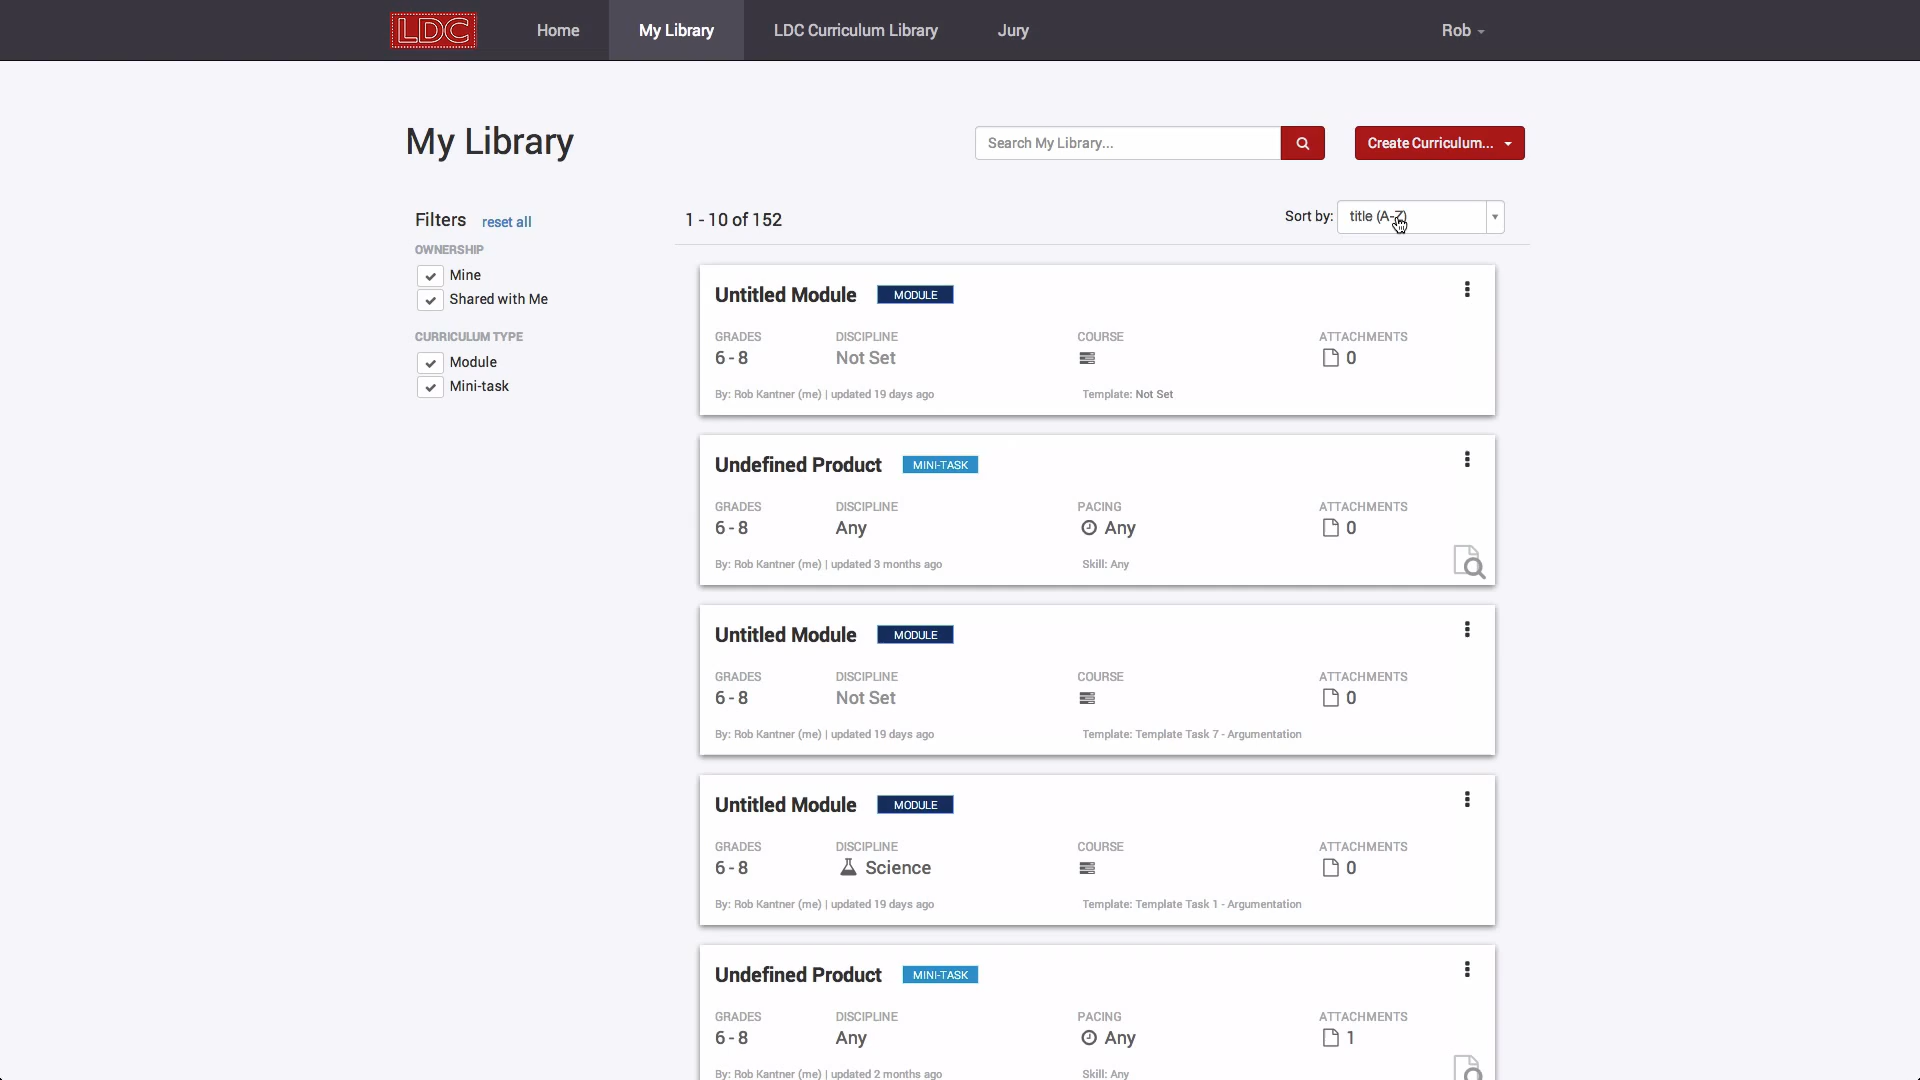 LDC Home My Library LDC Curriculum Library Jury Rob
My Library Search My Library... Create Curriculum...
Filters reset all 1 - 10 of 152 Sort by: title (A-Z)
OWNERSHIP
Mine
Shared with Me
CURRICULUM TYPE
Module
Mini-task
Untitled Module MODULE
GRADES DISCIPLINE COURSE ATTACHMENTS
6 - 8 Not Set 0
By: Rob Kantner (me) | updated 19 days ago Template: Not Set
Undefined Product MINI-TASK
GRADES DISCIPLINE PACING ATTACHMENTS
6 - 8 Any Any 0
By: Rob Kantner (me) | updated 3 months ago Skill: Any
Untitled Module MODULE
GRADES DISCIPLINE COURSE ATTACHMENTS
6 - 8 Not Set 0
By: Rob Kantner (me) | updated 19 days ago Template: Template Task 7 - Argumentation
Untitled Module MODULE
GRADES DISCIPLINE COURSE ATTACHMENTS
6 - 8 Science 0
By: Rob Kantner (me) | updated 19 days ago Template: Template Task 1 - Argumentation
Undefined Product MINI-TASK
GRADES DISCIPLINE PACING ATTACHMENTS
6 - 8 Any Any 1
By: Rob Kantner (me) | updated 2 months ago Skill: Any